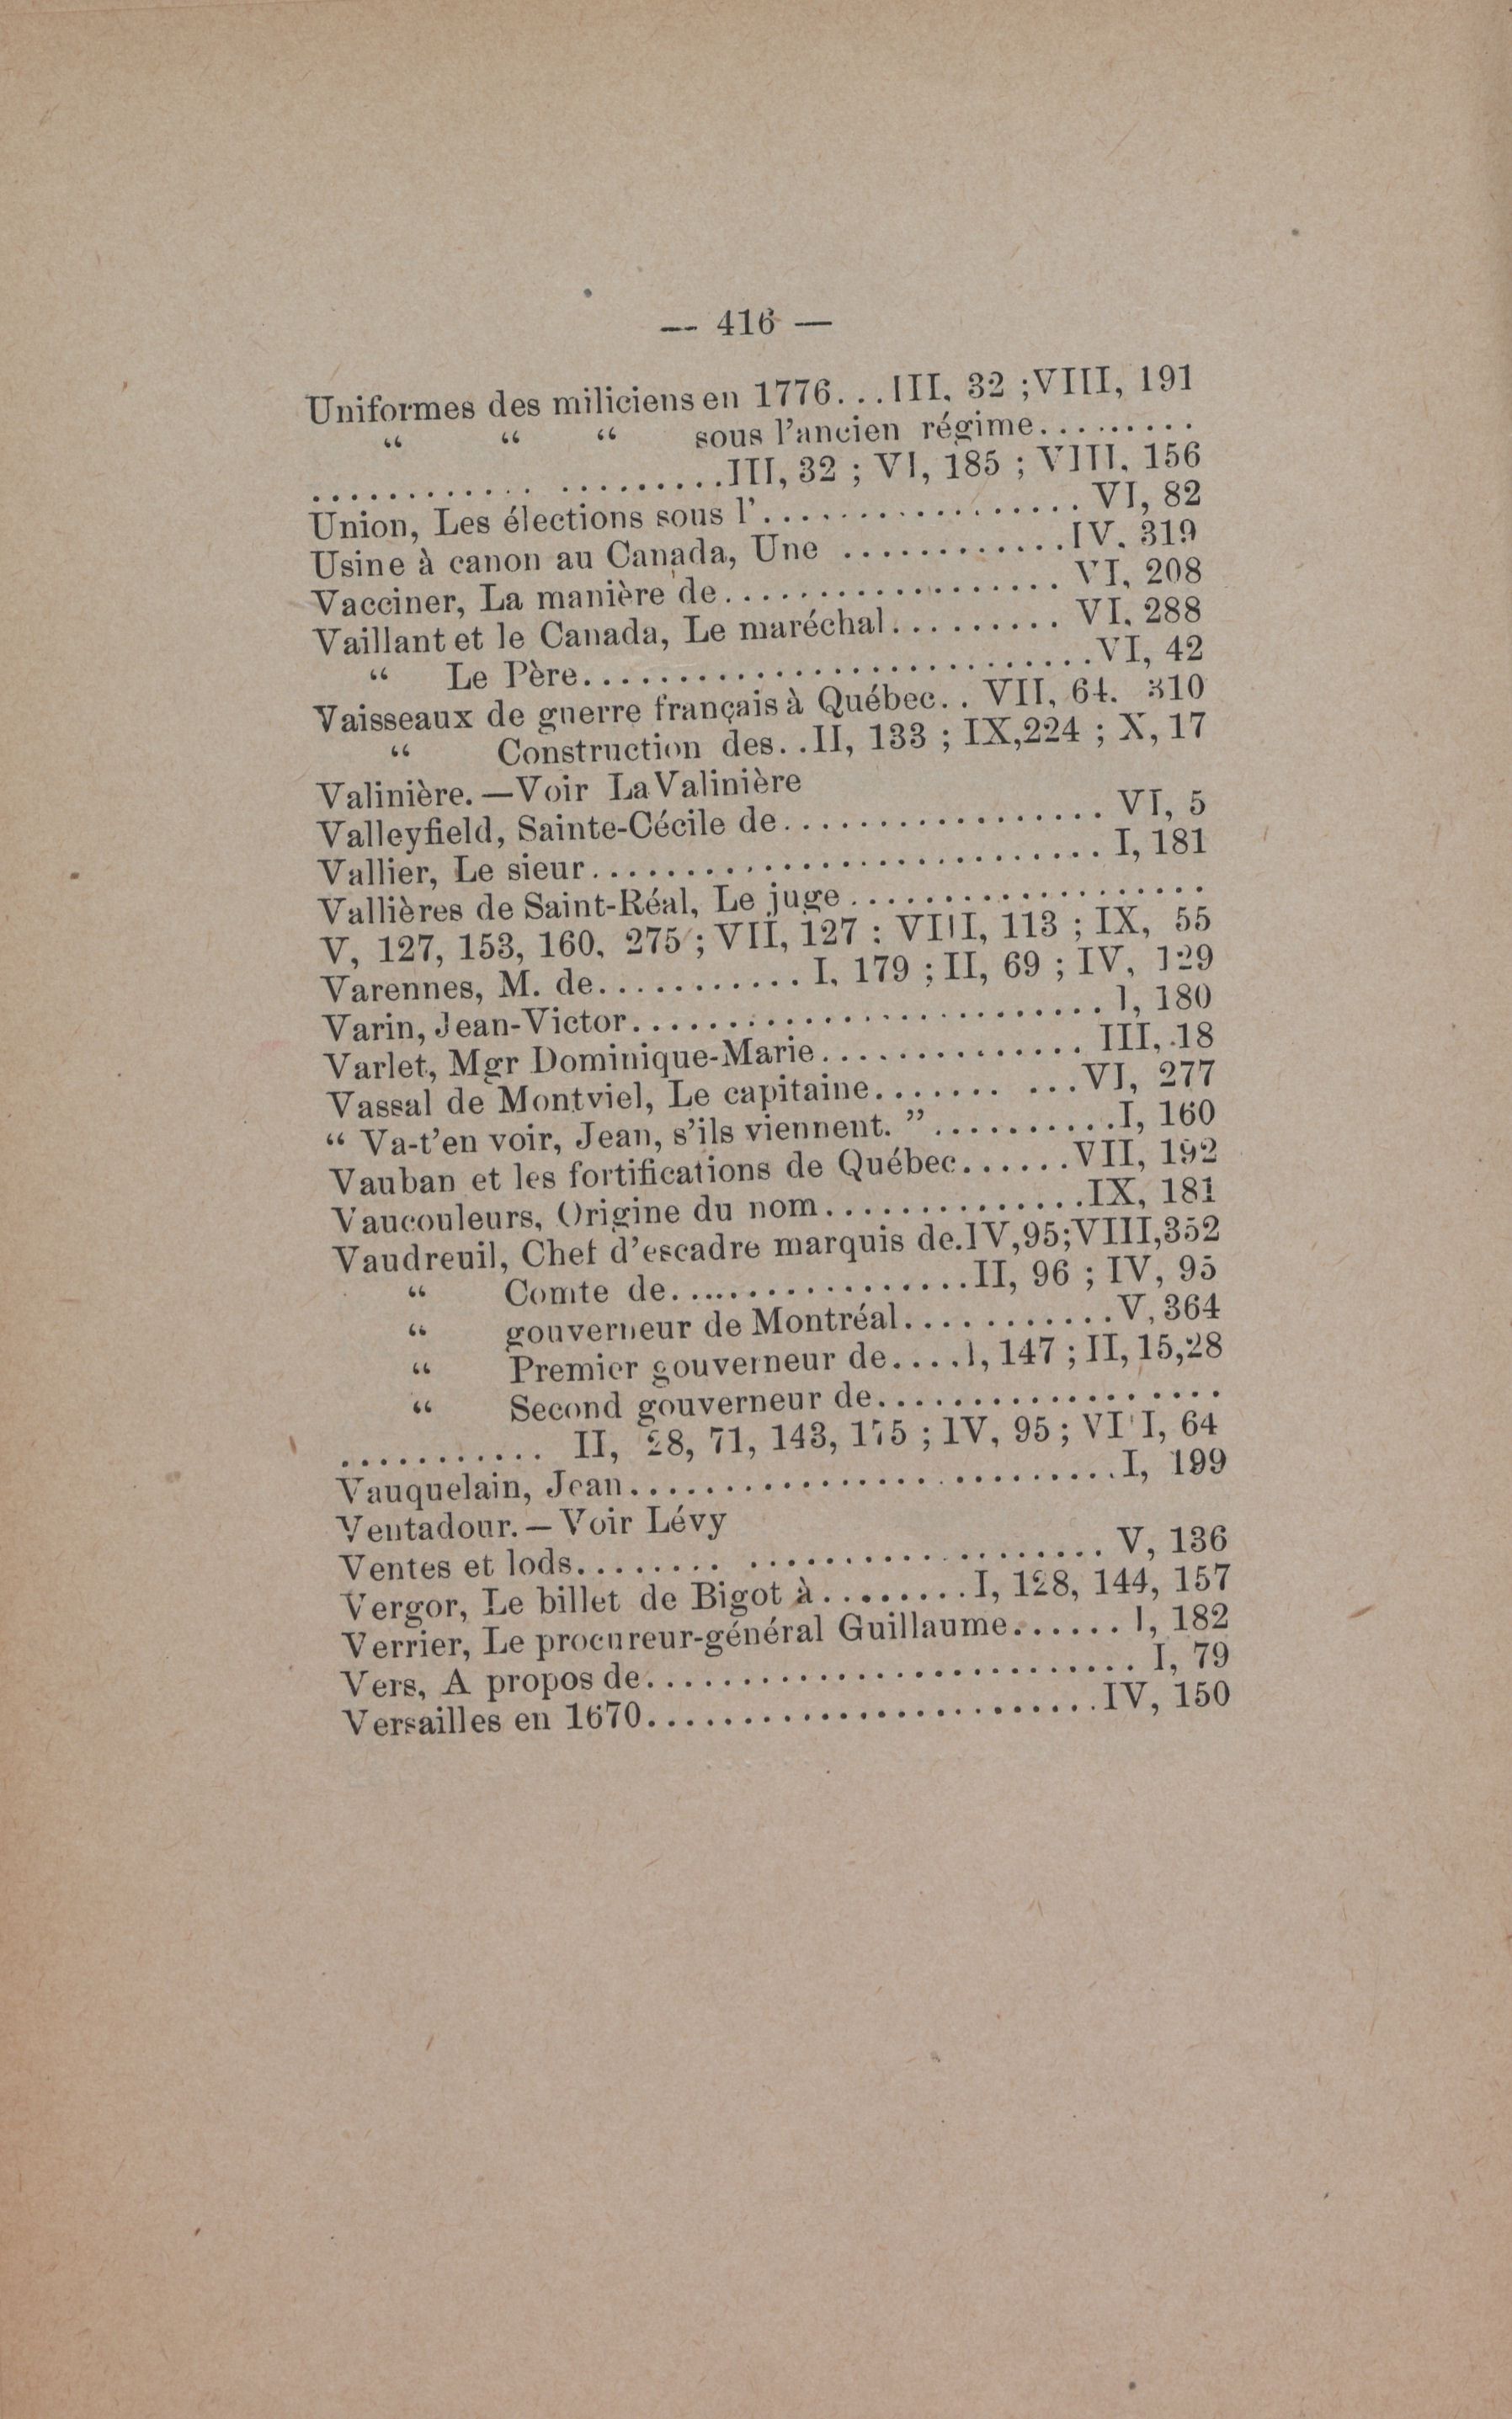 — 416 —
Uniformes des miliciens en 1776...III, 32 ; VIII, 191
“ “ “ sous l’ancien régime.........
............ .........III, 32 ; VI, 185 ; VIII, 156
Union, Les élections sous l’................. VI, 82
Usine à canon au Canada, Une ............IV, 319
Vacciner, La manière de.................. VI, 208
Vaillant et le Canada, Le maréchal......... VI, 288
“ Le Père...........................VI, 42
Vaisseaux de guerre français à Québec.. VII, 64, 310
“ Construction des..II, 133 ; IX, 224 ; X, 17
Valinière.—Voir La Valinière
Valleyfield, Sainte-Cécile de................. VI, 5
Vallier, Le sieur........................... I, 181
Vallières de Saint-Réal, Le juge...................
V, 127, 153, 160, 275 ; VII, 127 ; VIII, 113 ; IX, 55
Varennes, M. de........... I, 179 ; II, 69 ; IV, 129
Varin, Jean-Victor......................... I, 180
Varlet, Mgr Dominique-Marie.............. III, 18
Vassal de Montviel, Le capitaine....... ...VI, 277
“ Va-t’en voir, Jean, s’ils viennent. ”..........I, 160
Vauban et les fortifications de Québec......VII, 192
Vaucouleurs, Origine du nom..............IX, 181
Vaudreuil, Chef d’escadre marquis de.IV,95;VIII,352
“ Comte de................II, 96 ; IV, 95
“ gouverneur de Montréal...........V, 364
“ Premier gouverneur de....I, 147 ; II, 15,28
“ Second gouverneur de...................
........... II, 28, 71, 143, 175 ; IV, 95 ; VIII, 64
Vauquelain, Jean..........................I, 199
Ventadour.—Voir Lévy
Ventes et lods........ ................... V, 136
Vergor, Le billet de Bigot à........I, 128, 144, 157
Verrier, Le procureur-général Guillaume...... I, 182
Vers, A propos de.......................... I, 79
Versailles en 1670........................IV, 150